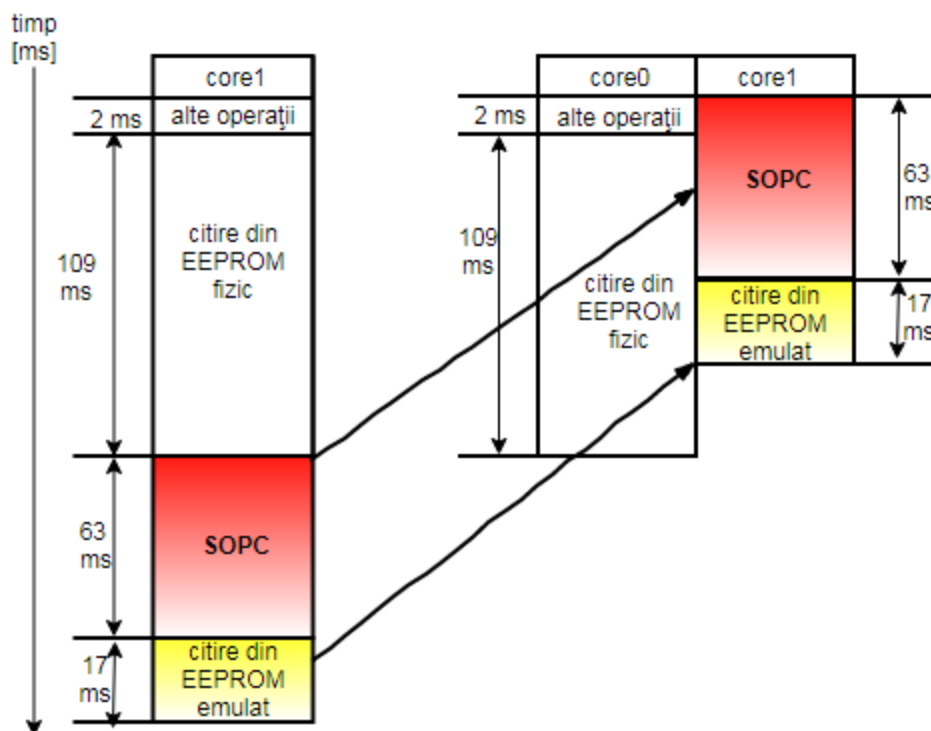 timp
[ms]
core1
2 ms
alte operaţii
109
ms
citire din
EEPROM
fizic
63
ms
SOPC
17
ms
citire din
EEPROM
emulat
core0
core1
2 ms
alte operaţii
109
ms
citire din
EEPROM
fizic
SOPC
63
ms
citire din
EEPROM
emulat
17
ms